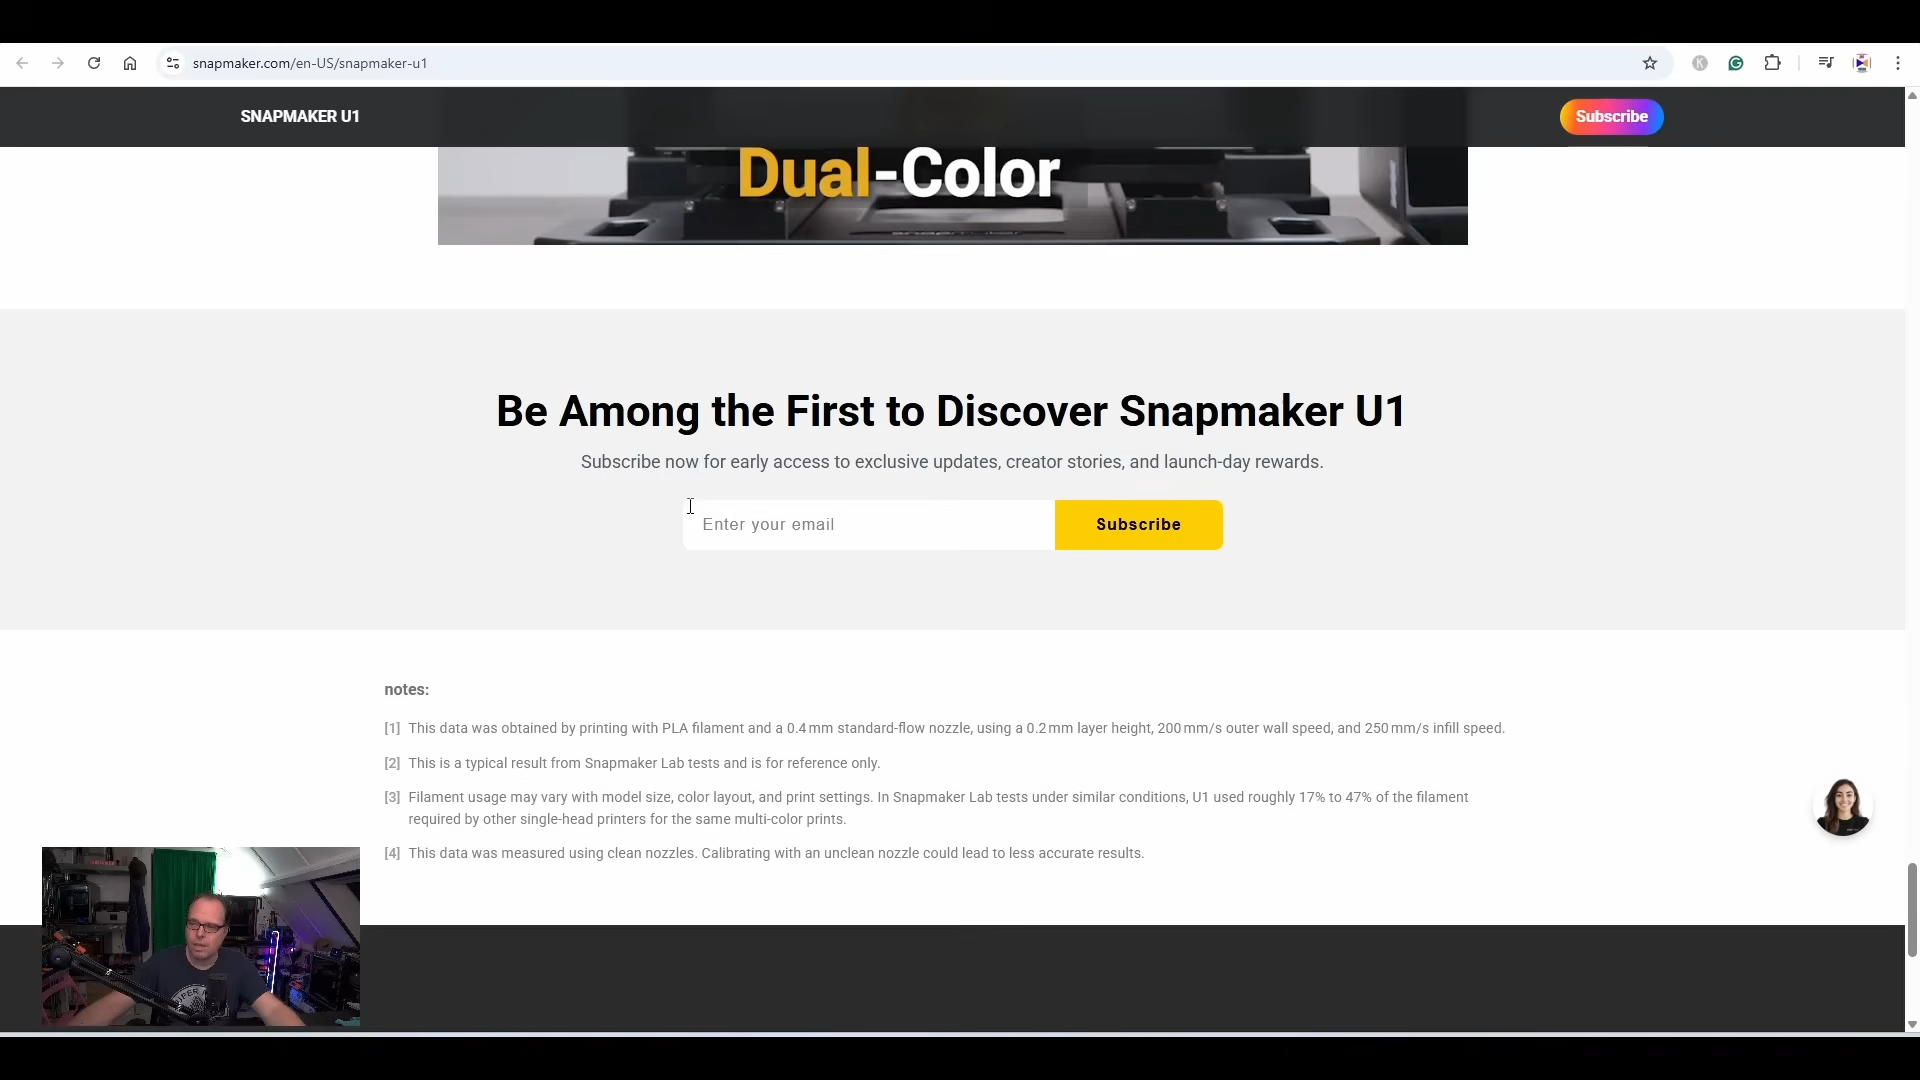 snapmaker.com/en-US/snapmaker-u1
SNAPMAKER U1
Subscribe
Dual-Color
Be Among the First to Discover Snapmaker U1
Subscribe now for early access to exclusive updates, creator stories, and launch-day rewards.
Enter your email
Subscribe
notes:
[1] This data was obtained by printing with PLA filament and a 0.4 mm standard-flow nozzle, using a 0.2 mm layer height, 200 mm/s outer wall speed, and 250 mm/s infill speed.
[2] This is a typical result from Snapmaker Lab tests and is for reference only.
[3] Filament usage may vary with model size, color layout, and print settings. In Snapmaker Lab tests under similar conditions, U1 used roughly 17% to 47% of the filament
required by other single-head printers for the same multi-color prints.
[4] This data was measured using clean nozzles. Calibrating with an unclean nozzle could lead to less accurate results.